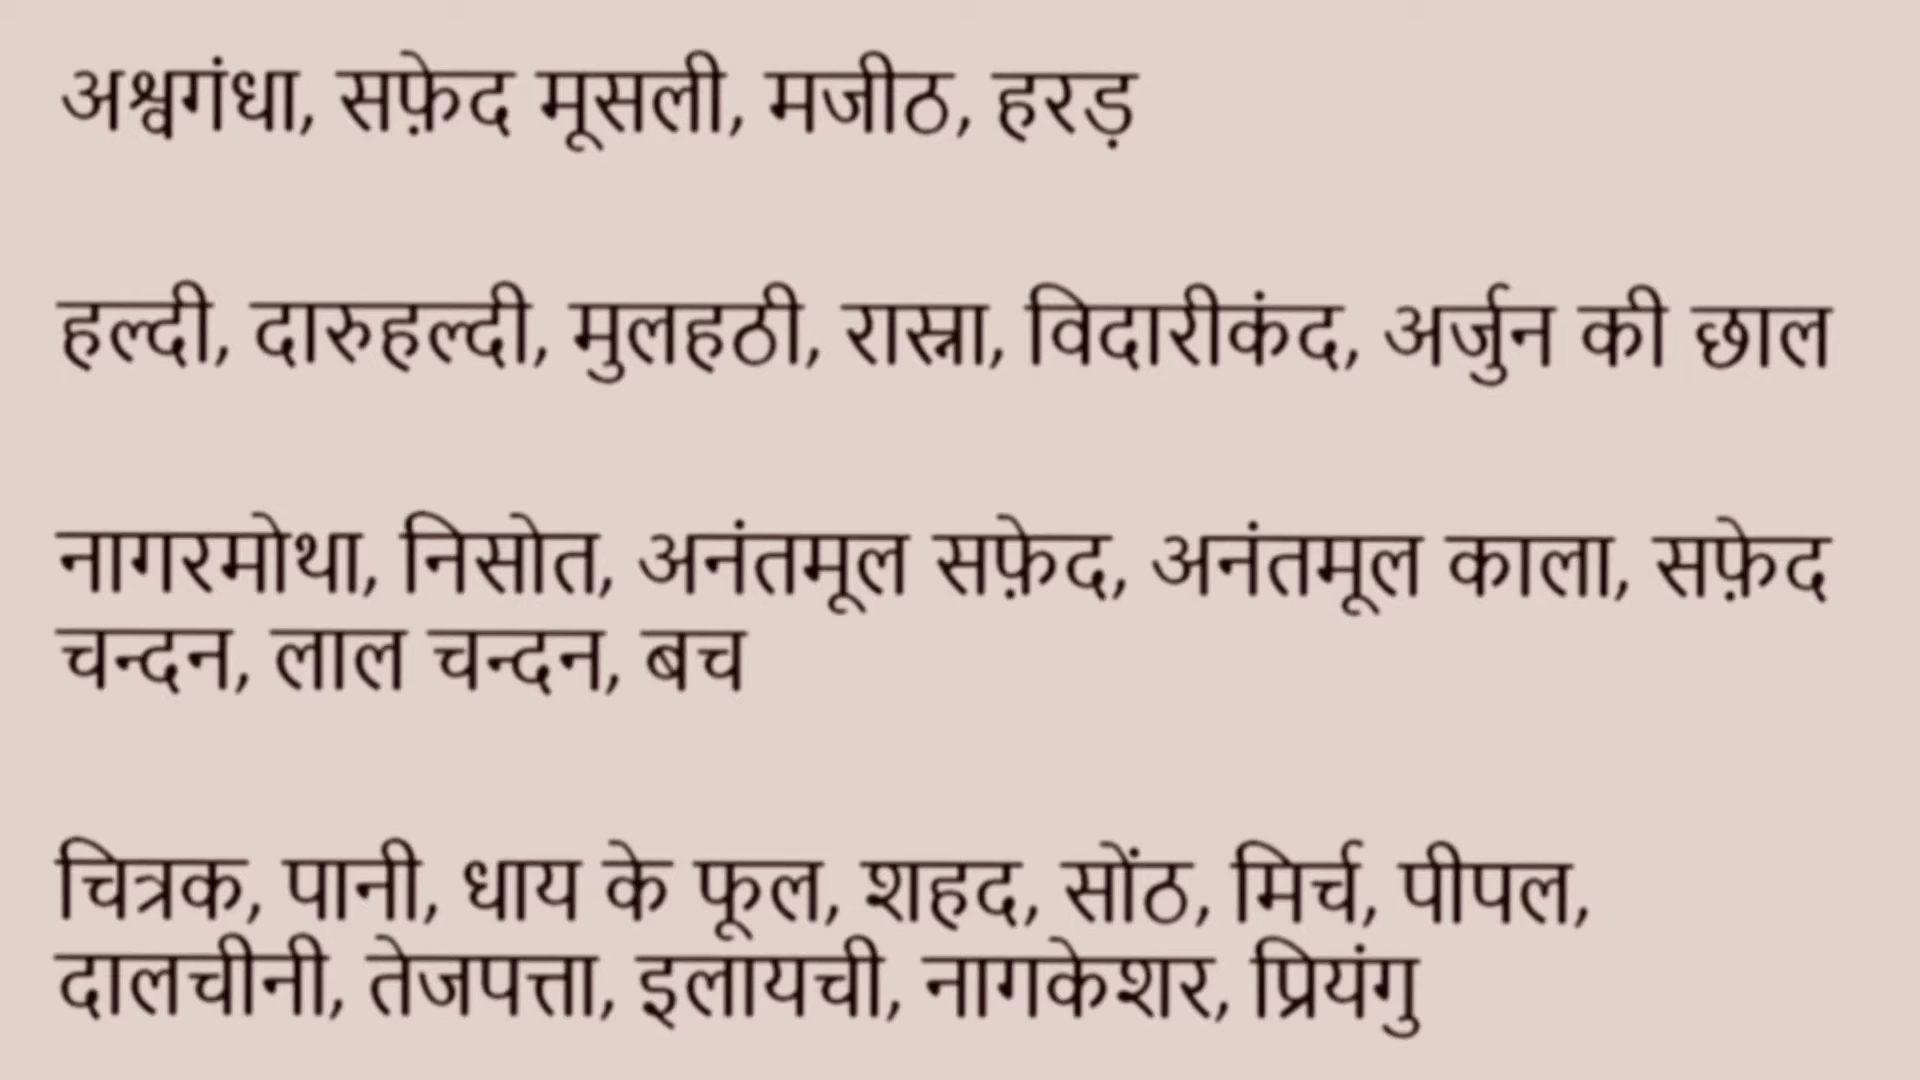 अश्वगंधा, सफ़ेद मूसली, मजीठ, हरड़
हल्दी, दारुहल्दी, मुलहठी, रास्ना, विदारीकंद, अर्जुन की छाल
नागरमोथा, निसोत, अनंतमूल सफ़ेद, अनंतमूल काला, सफ़ेद
चन्दन, लाल चन्दन, बच
चित्रक, पानी, धाय के फूल, शहद, सोंठ, मिर्च, पीपल,
दालचीनी, तेजपत्ता, इलायची, नागकेशर, प्रियंगु